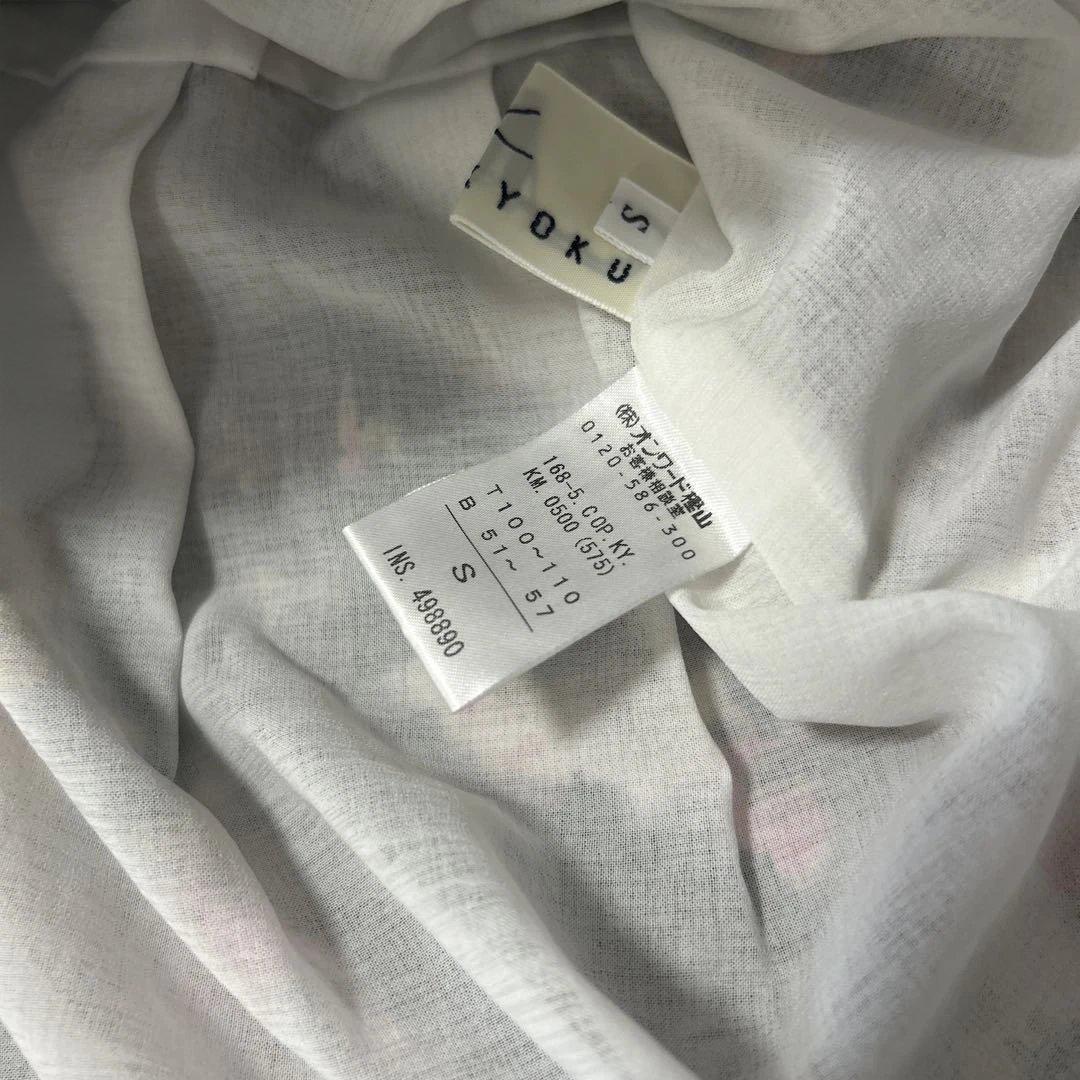 YOKU
S
(株)オンワード樫山
お客様相談室
0120-586-300
168-5.COP.KY.
KM.0500(575)
T100～110
B 51～ 57
S
INS. 498890